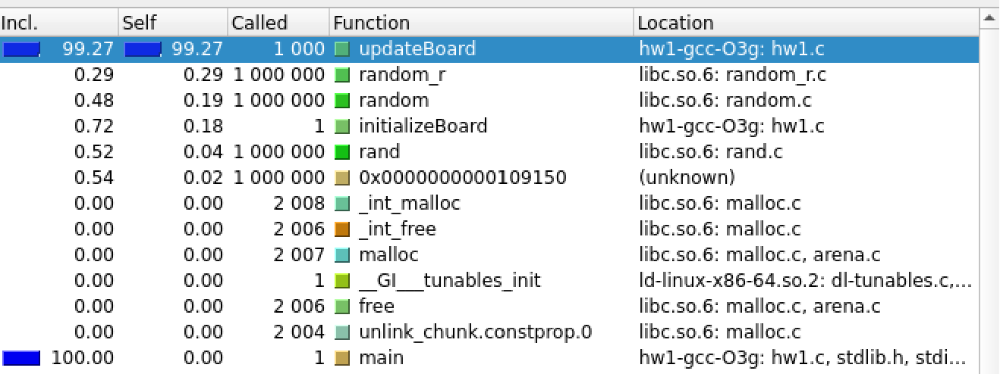 Incl. Self Called Function Location
99.27 99.27 1 000 updateBoard hw1-gcc-O3g: hw1.c
0.29 0.29 1 000 000 random_r libc.so.6: random_r.c
0.48 0.19 1 000 000 random libc.so.6: random.c
0.72 0.18 1 initializeBoard hw1-gcc-O3g: hw1.c
0.52 0.04 1 000 000 rand libc.so.6: rand.c
0.54 0.02 1 000 000 0x0000000000109150 (unknown)
0.00 0.00 2 008 _int_malloc libc.so.6: malloc.c
0.00 0.00 2 006 _int_free libc.so.6: malloc.c
0.00 0.00 2 007 malloc libc.so.6: malloc.c, arena.c
0.00 0.00 1 __GI___tunables_init ld-linux-x86-64.so.2: dl-tunables.c,...
0.00 0.00 2 006 free libc.so.6: malloc.c, arena.c
0.00 0.00 2 004 unlink_chunk.constprop.0 libc.so.6: malloc.c
100.00 0.00 1 main hw1-gcc-O3g: hw1.c, stdlib.h, stdi...